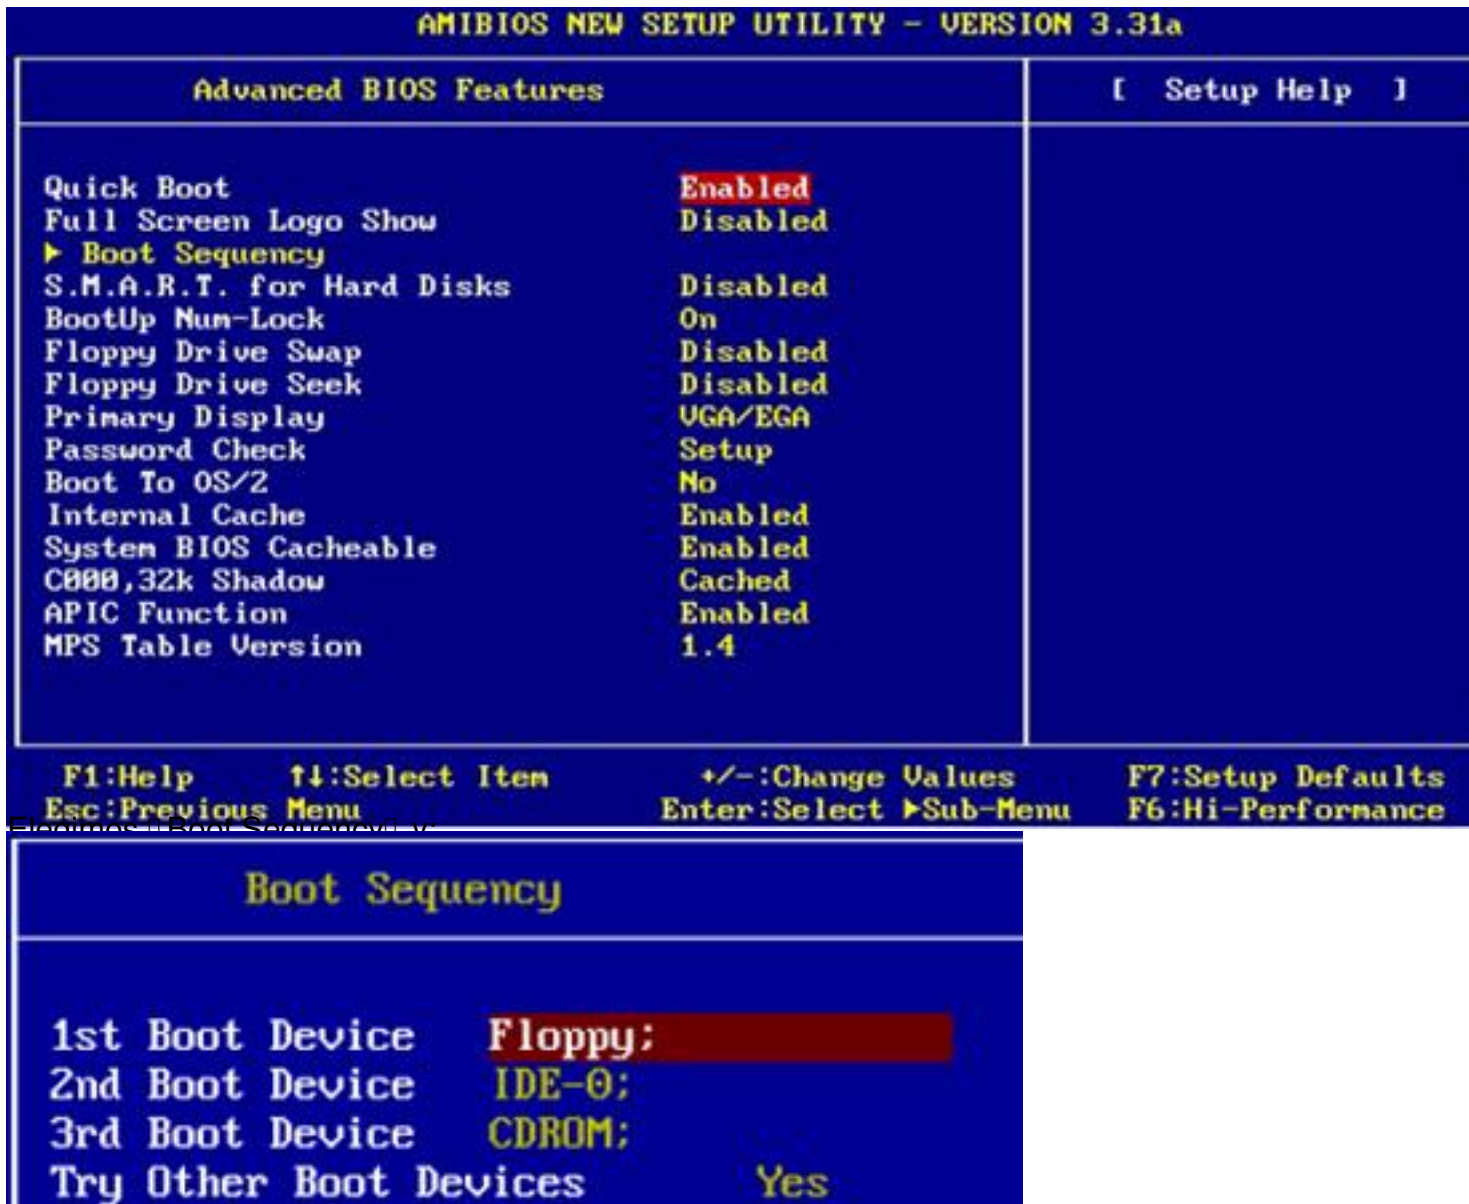 AMIBIOS NEW SETUP UTILITY - VERSION 3.31a
Advanced BIOS Features [ Setup Help ]
Quick Boot Enabled
Full Screen Logo Show Disabled
▶ Boot Sequency
S.M.A.R.T. for Hard Disks Disabled
BootUp Num-Lock On
Floppy Drive Swap Disabled
Floppy Drive Seek Disabled
Primary Display VGA/EGA
Password Check Setup
Boot To OS/2 No
Internal Cache Enabled
System BIOS Cacheable Enabled
C000,32k Shadow Cached
APIC Function Enabled
MPS Table Version 1.4
F1:Help ↑↓:Select Item +/-:Change Values F7:Setup Defaults
Esc:Previous Menu Enter:Select ▶Sub-Menu F6:Hi-Performance
Elegimos Boot Sequency y:
Boot Sequency
1st Boot Device Floppy;
2nd Boot Device IDE-0;
3rd Boot Device CDROM;
Try Other Boot Devices Yes